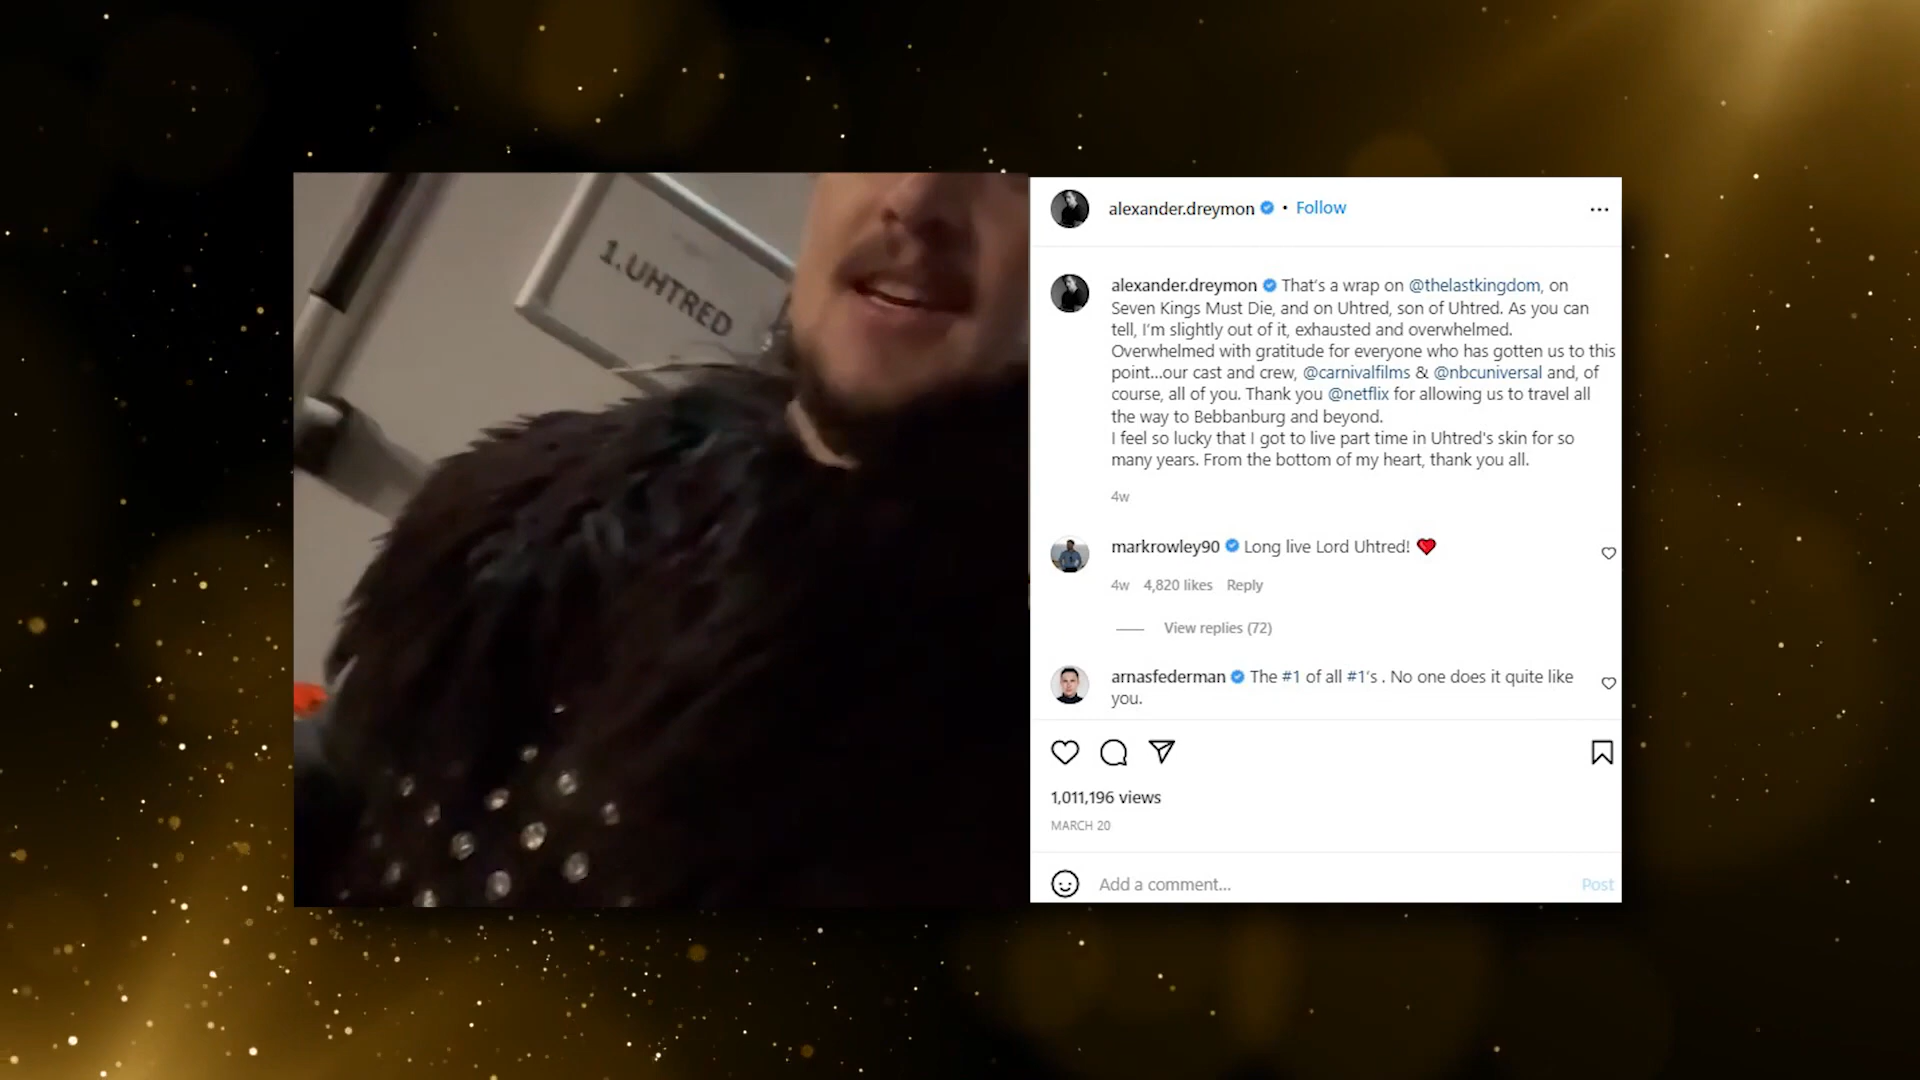 1.UHTRED
alexander.dreymon • Follow
alexander.dreymon That's a wrap on @thelastkingdom, on
Seven Kings Must Die, and on Uhtred, son of Uhtred. As you can
tell, I'm slightly out of it, exhausted and overwhelmed.
Overwhelmed with gratitude for everyone who has gotten us to this
point...our cast and crew, @carnivalfilms & @nbcuniversal and, of
course, all of you. Thank you @netflix for allowing us to travel all
the way to Bebbanburg and beyond.
I feel so lucky that I got to live part time in Uhtred's skin for so
many years. From the bottom of my heart, thank you all.
4w
markrowley90 Long live Lord Uhtred! ❤
4w 4,820 likes Reply
View replies (72)
arnasfederman The #1 of all #1's . No one does it quite like
you.
1,011,196 views
MARCH 20
Add a comment... Post